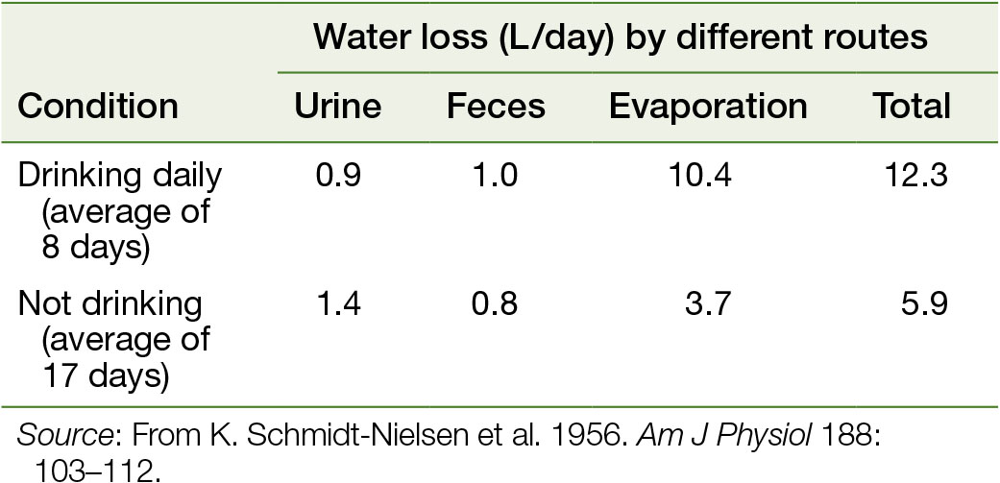 Water loss (L/day) by different routes
Condition Urine Feces Evaporation Total
Drinking daily 0.9 1.0 10.4 12.3
(average of
8 days)
Not drinking 1.4 0.8 3.7 5.9
(average of
17 days)
Source: From K. Schmidt-Nielsen et al. 1956. Am J Physiol 188:
103–112.